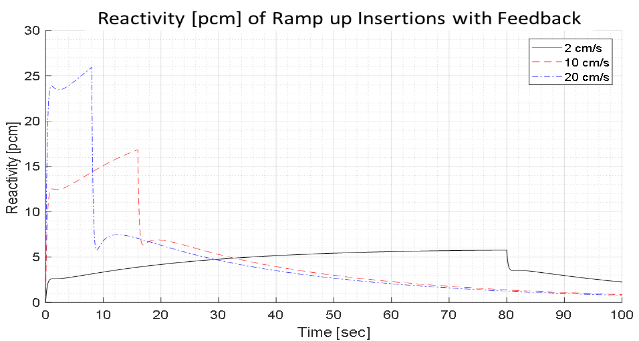 Reactivity [pcm] of Ramp up Insertions with Feedback
30
25
20
15
10
5
0
Reactivity [pcm]
2 cm/s
10 cm/s
20 cm/s
0 10 20 30 40 50 60 70 80 90 100
Time [sec]